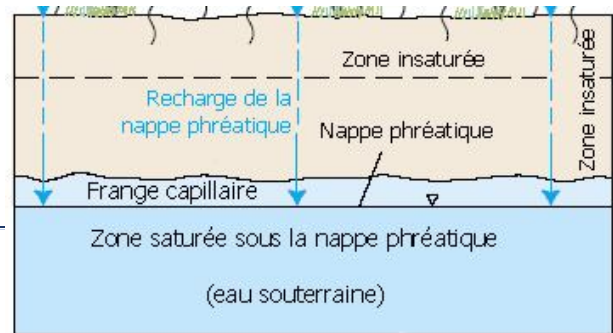 Zone insaturée
Zone insaturée
Recharge de la
nappe phréatique
Nappe phréatique
Frange capillaire
Zone saturée sous la nappe phréatique
(eau souterraine)